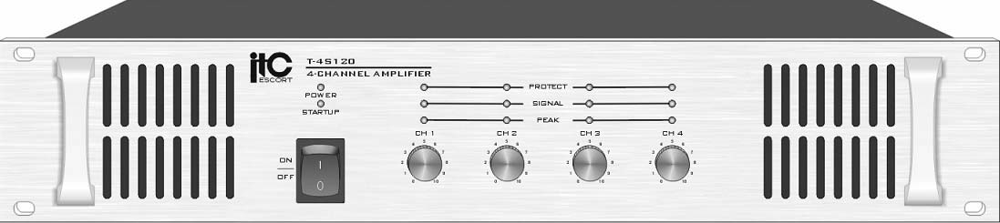 itc
ESCORT
T-4S120
4-CHANNEL AMPLIFIER
POWER
STARTUP
PROTECT
SIGNAL
PEAK
CH 1 CH 2 CH 3 CH 4
0 1 2 3 4 5 6 7 8 9 10
0 1 2 3 4 5 6 7 8 9 10
0 1 2 3 4 5 6 7 8 9 10
0 1 2 3 4 5 6 7 8 9 10
ON
OFF
I
O